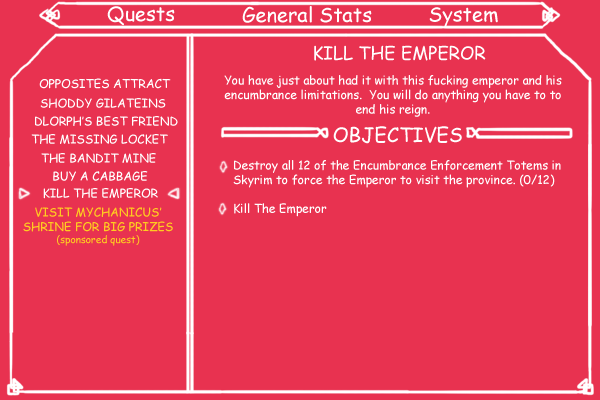 Quests General Stats System
OPPOSITES ATTRACT
SHODDY GILATEINS
DLORPH'S BEST FRIEND
THE MISSING LOCKET
THE BANDIT MINE
BUY A CABBAGE
KILL THE EMPEROR
VISIT MYCHANICUS'
SHRINE FOR BIG PRIZES
(sponsored quest)
KILL THE EMPEROR
You have just about had it with this fucking emperor and his
encumbrance limitations. You will do anything you have to to
end his reign.
OBJECTIVES
Destroy all 12 of the Encumbrance Enforcement Totems in
Skyrim to force the Emperor to visit the province. (0/12)
Kill The Emperor